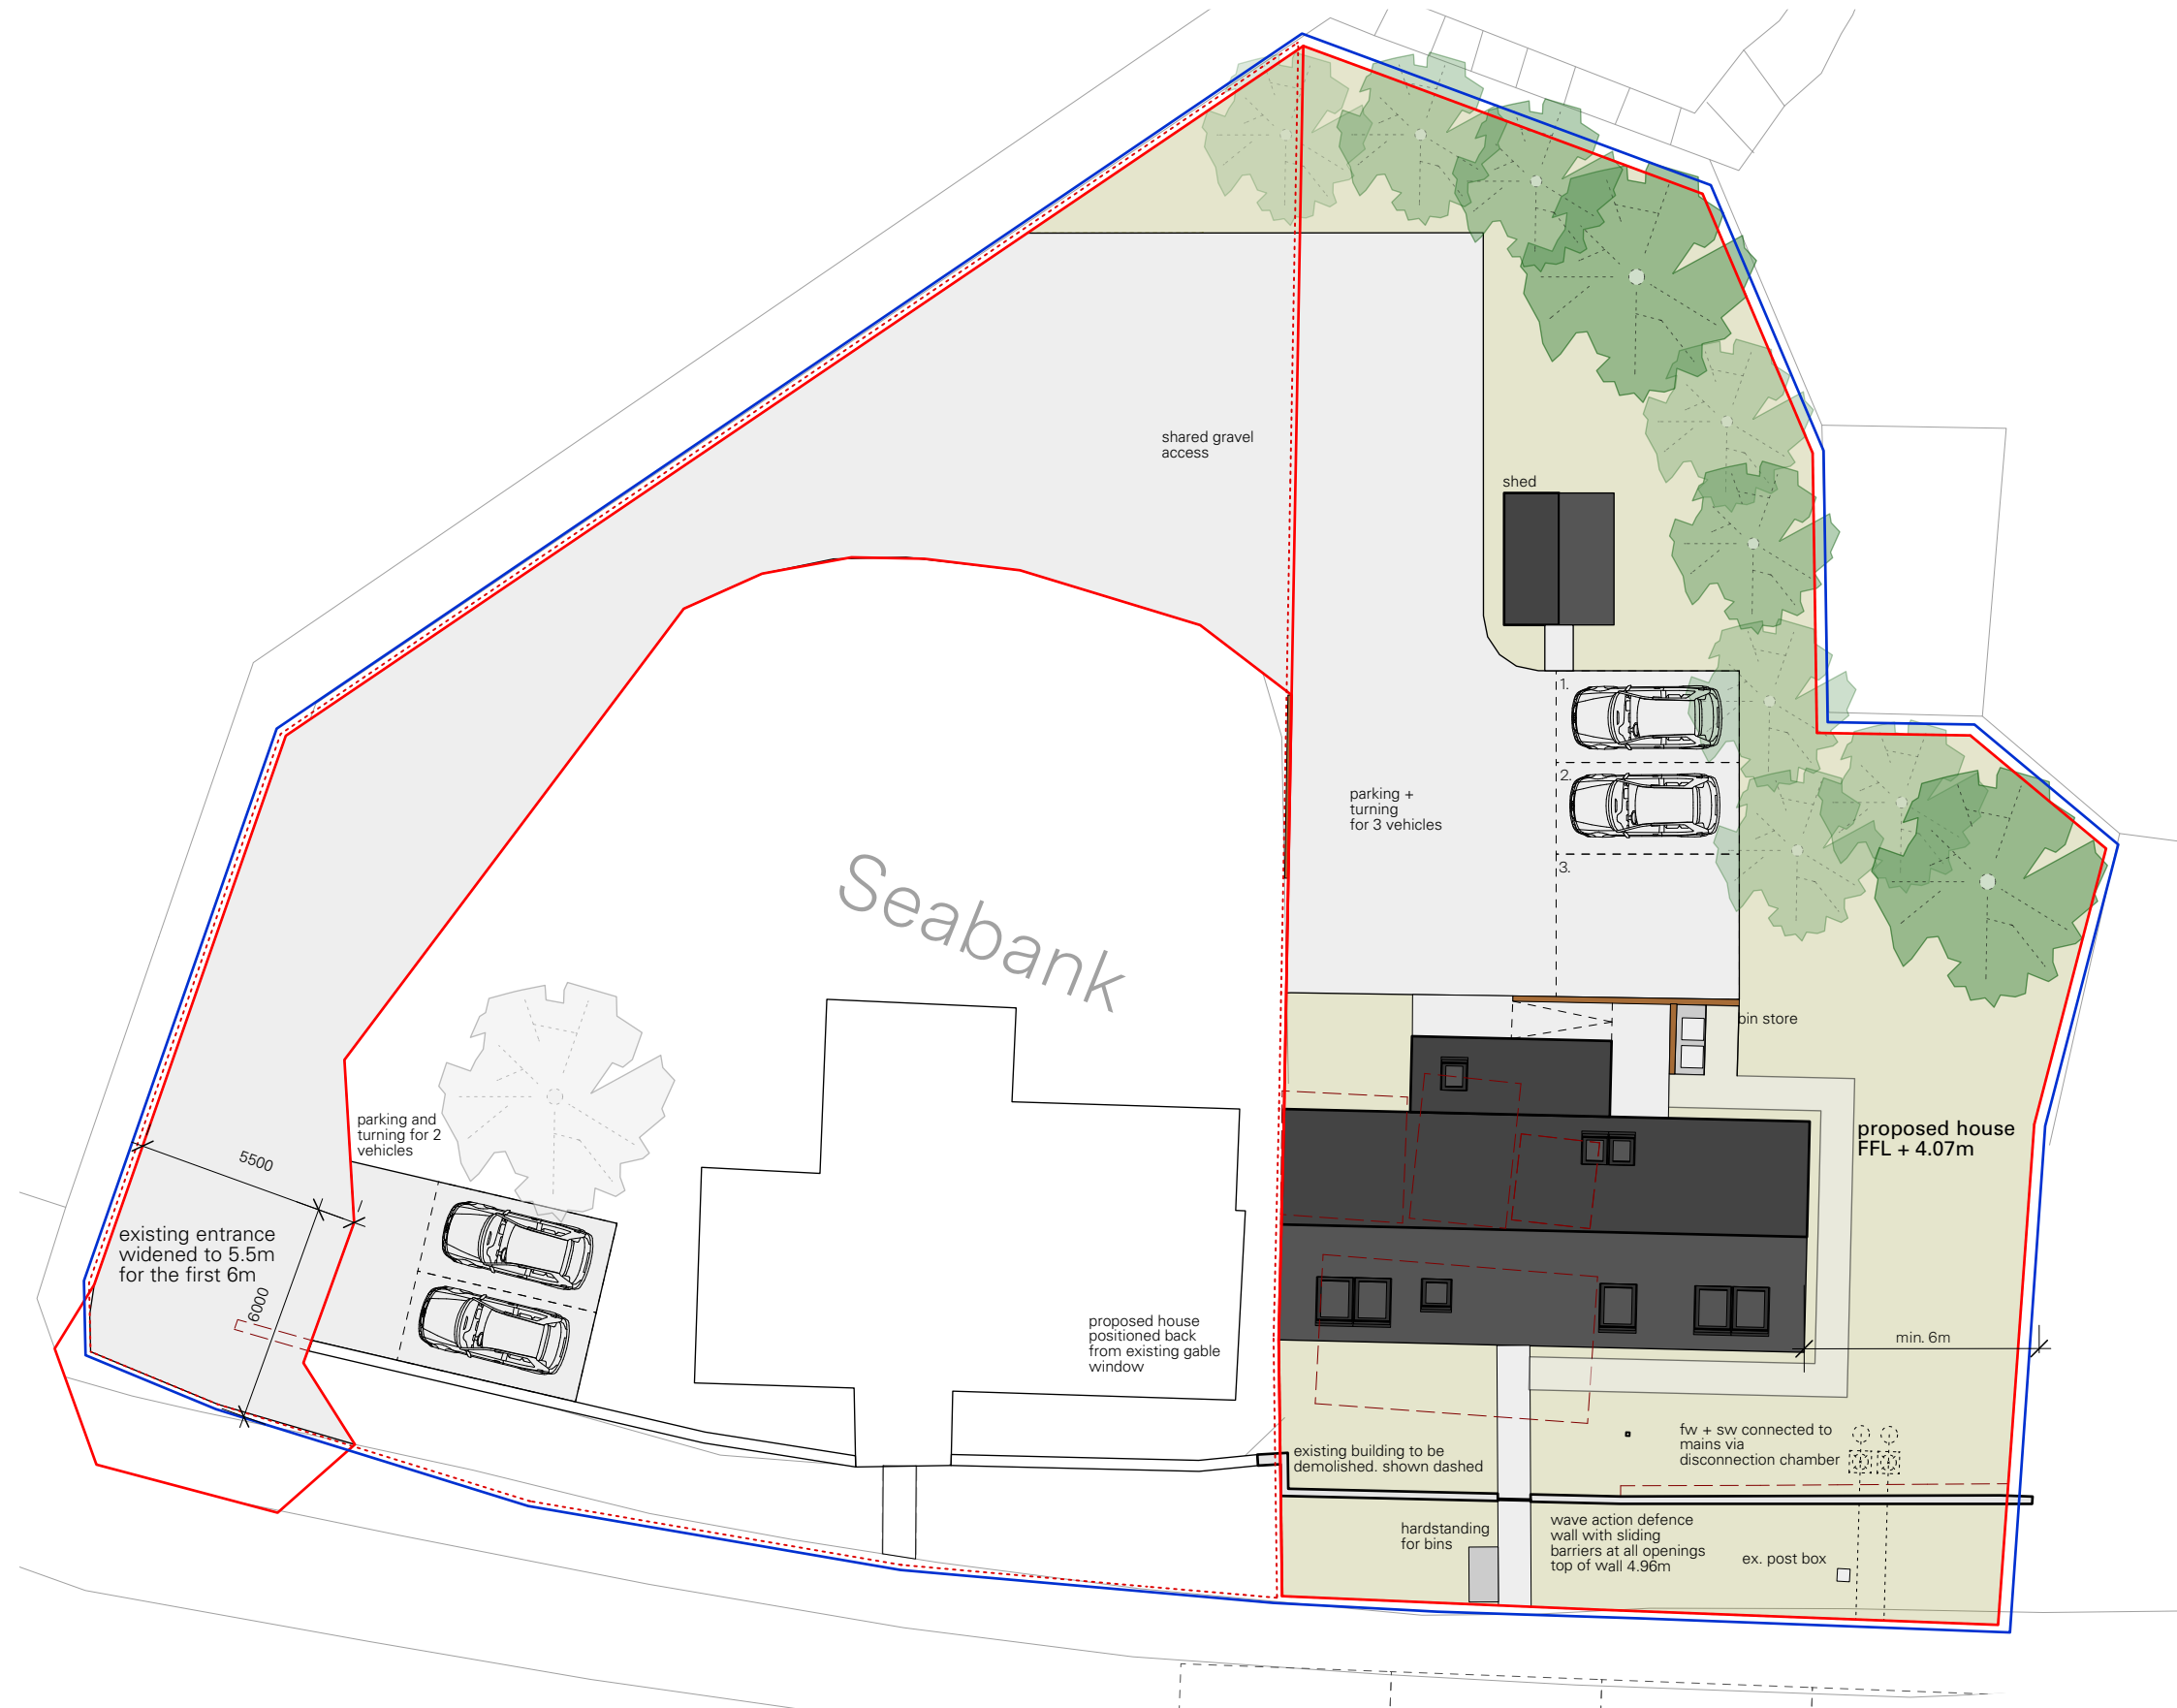 shared gravel
access
shed
1.
2.
3.
parking +
turning
for 3 vehicles
Seabank
bin store
parking and
turning for 2
vehicles
proposed house
FFL + 4.07m
5500
existing entrance
widened to 5.5m
for the first 6m
6000
proposed house
positioned back
from existing gable
window
min. 6m
existing building to be
demolished. shown dashed
fw + sw connected to
mains via
disconnection chamber
hardstanding
for bins
wave action defence
wall with sliding
barriers at all openings
top of wall 4.96m
ex. post box